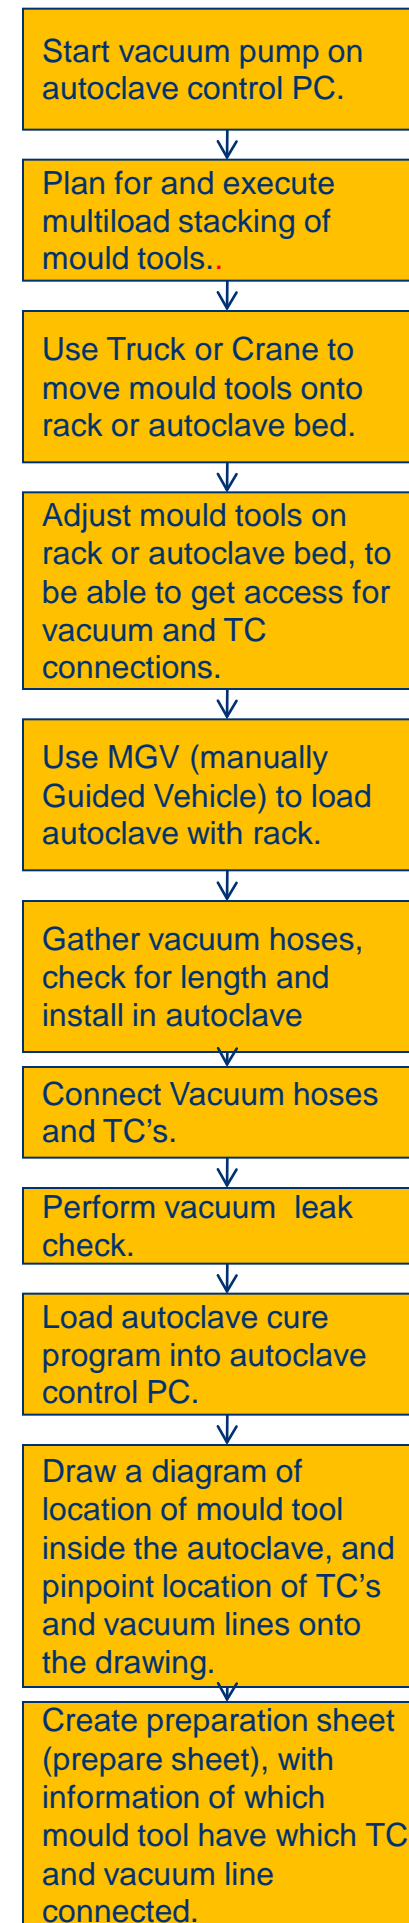 Start vacuum pump on
autoclave control PC.
Plan for and execute
multiload stacking of
mould tools..
Use Truck or Crane to
move mould tools onto
rack or autoclave bed.
Adjust mould tools on
rack or autoclave bed, to
be able to get access for
vacuum and TC
connections.
Use MGV (manually
Guided Vehicle) to load
autoclave with rack.
Gather vacuum hoses,
check for length and
install in autoclave
Connect Vacuum hoses
and TC’s.
Perform vacuum  leak
check.
Load autoclave cure
program into autoclave
control PC.
Draw a diagram of
location of mould tool
inside the autoclave, and
pinpoint location of TC’s
and vacuum lines onto
the drawing.
Create preparation sheet
(prepare sheet), with
information of which
mould tool have which TC
and vacuum line
connected.